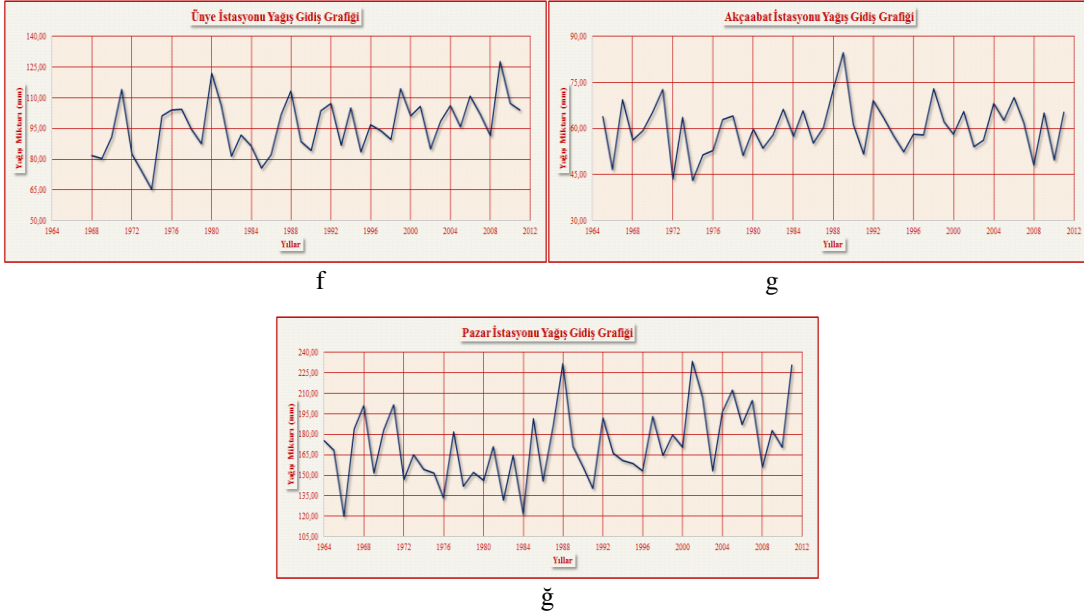 Ünye İstasyonu Yağış Gidiş Grafiği
Yağış Miktarı (mm)
140,00
125,00
110,00
95,00
80,00
65,00
50,00
1964 1968 1972 1976 1980 1984 1988 1992 1996 2000 2004 2008 2012
Yıllar
f
Akçaabat İstasyonu Yağış Gidiş Grafiği
Yağış Miktarı (mm)
90,00
75,00
60,00
45,00
30,00
1964 1968 1972 1976 1980 1984 1988 1992 1996 2000 2004 2008 2012
Yıllar
g
Pazar İstasyonu Yağış Gidiş Grafiği
Yağış Miktarı (mm)
240,00
225,00
210,00
195,00
180,00
165,00
150,00
135,00
120,00
105,00
1964 1968 1972 1976 1980 1984 1988 1992 1996 2000 2004 2008 2012
Yıllar
ğ